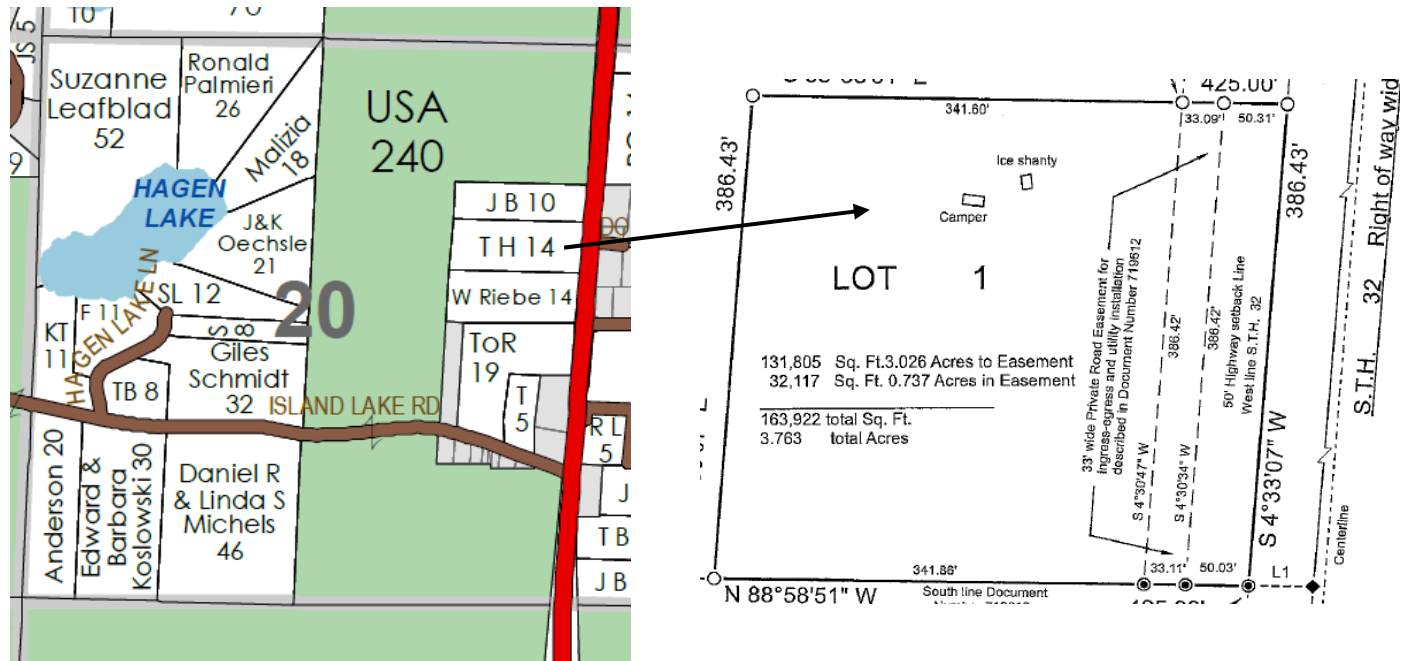 JS 5
10
70
Suzanne
Leafblad
52
Ronald
Palmieri
26
Malizia
18
USA
240
HAGEN
LAKE
J&K
Oechsle
21
J B 10
T H 14
W Riebe 14
DO
9
20
SL 12
HAGEN LAKE LN
F 11
KT
11
S
8
Giles
Schmidt
32
TB 8
ISLAND LAKE RD
ToR
19
T
5
R L
5
J
T B
J B
Anderson 20
Edward &
Barbara
Koslowski 30
Daniel R
& Linda S
Michels
46
425.00'
341.60'
33.09'
50.31'
386.43'
386.43'
Ice shanty
Camper
LOT 1
131,805 Sq. Ft.3.026 Acres to Easement
32,117 Sq. Ft. 0.737 Acres in Easement
163,922 total Sq. Ft.
3.763 total Acres
33' wide Private Road Easement for
ingress-egress and utility installation
described in Document Number 719612
386.42'
386.42'
S 4°30'47" W
S 4°30'34" W
50' Highway setback Line
West line S.T.H. 32
S 4°33'07" W
S.T.H. 32 Right of way wid
Centerline
341.86'
33.11'
50.03'
L1
N 88°58'51" W
South line Document